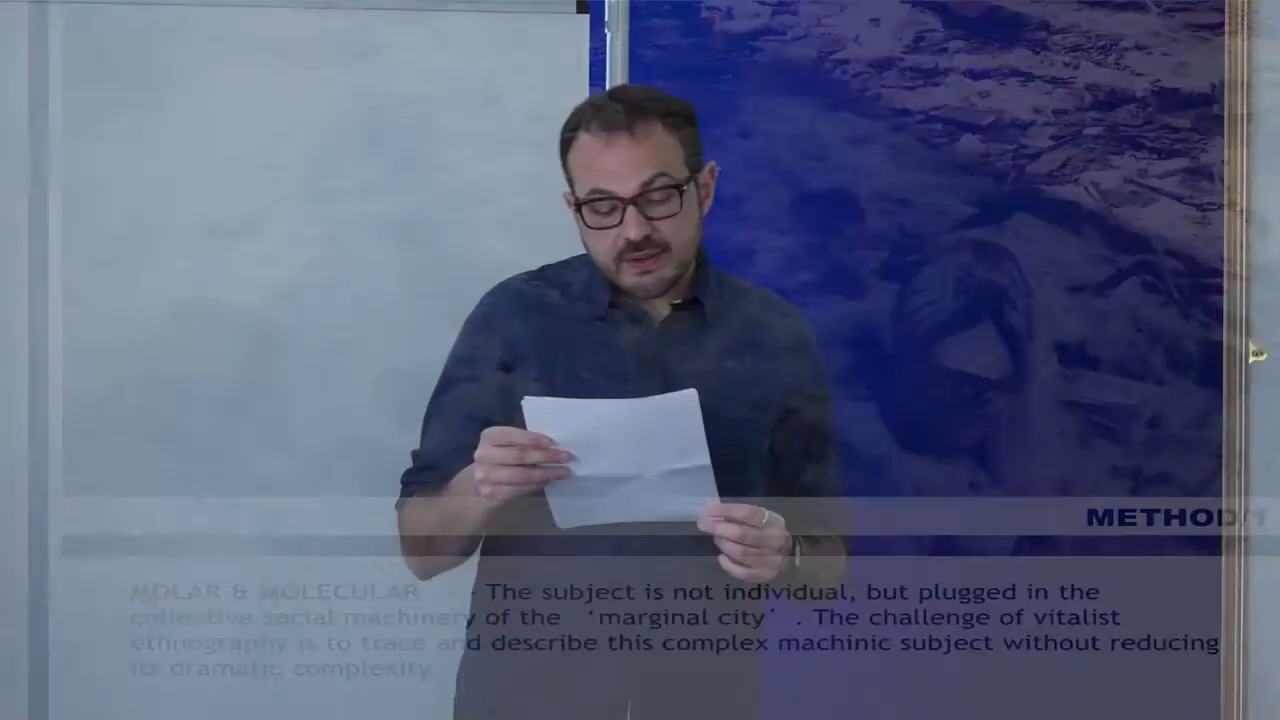 METHOD/1
MOLAR & MOLECULAR - The subject is not individual, but plugged in the
collective social machinery of the ‘marginal city’ . The challenge of vitalist
ethnography is to trace and describe this complex machinic subject without reducing
its dramatic complexity